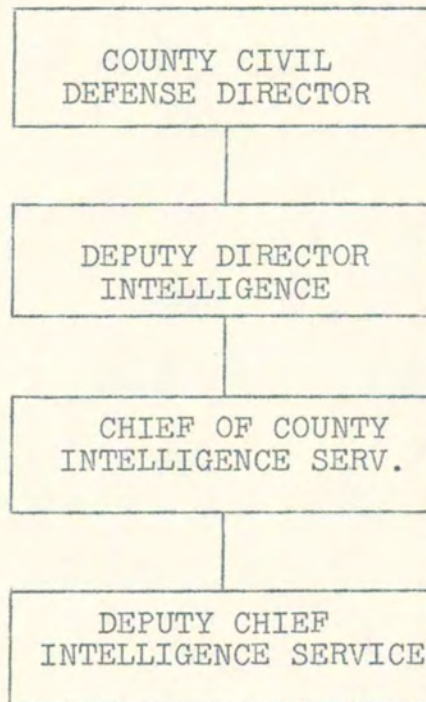 COUNTY CIVIL
DEFENSE DIRECTOR
DEPUTY DIRECTOR
INTELLIGENCE
CHIEF OF COUNTY
INTELLIGENCE SERV.
DEPUTY CHIEF
INTELLIGENCE SERVICE